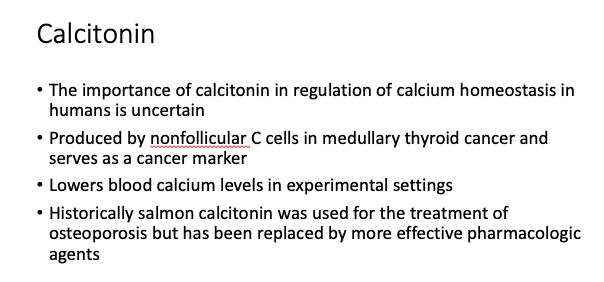 Calcitonin
• The importance of calcitonin in regulation of calcium homeostasis in
humans is uncertain
• Produced by nonfollicular C cells in medullary thyroid cancer and
serves as a cancer marker
• Lowers blood calcium levels in experimental settings
• Historically salmon calcitonin was used for the treatment of
osteoporosis but has been replaced by more effective pharmacologic
agents